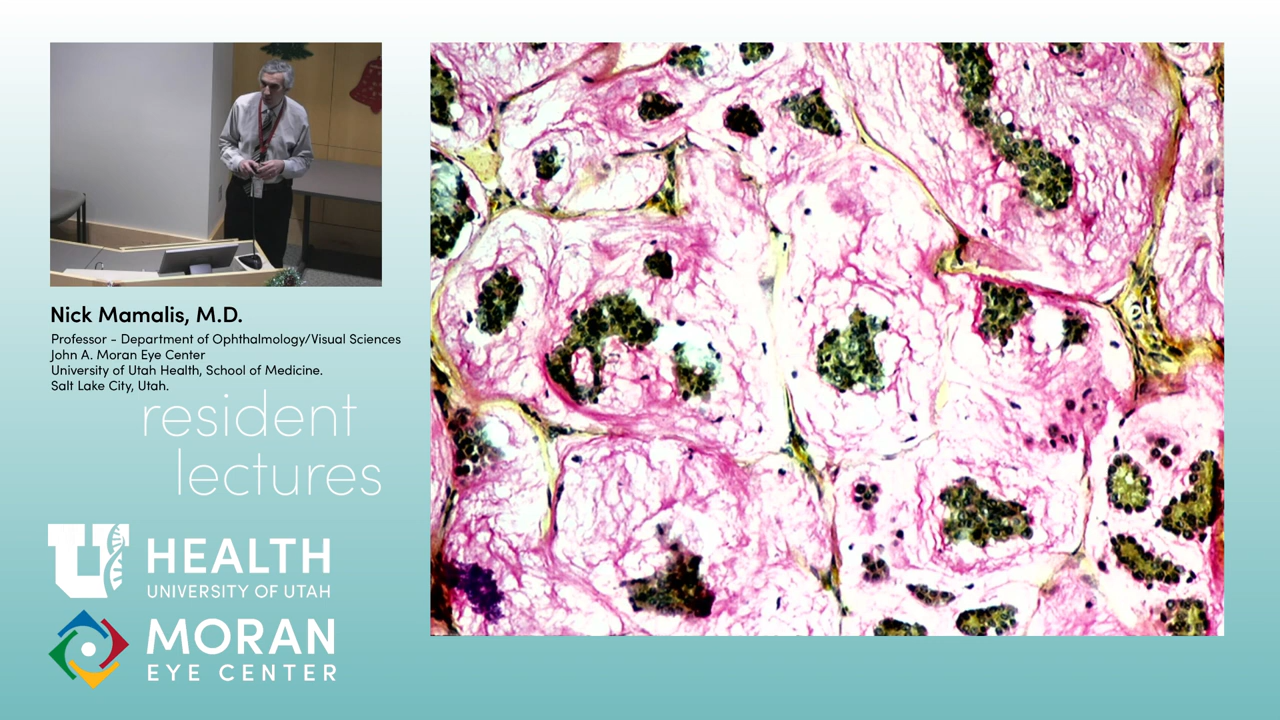 Nick Mamalis, M.D.
Professor - Department of Ophthalmology/Visual Sciences
John A. Moran Eye Center
University of Utah Health, School of Medicine.
Salt Lake City, Utah.
resident
lectures
U HEALTH
UNIVERSITY OF UTAH
MORAN
EYE CENTER